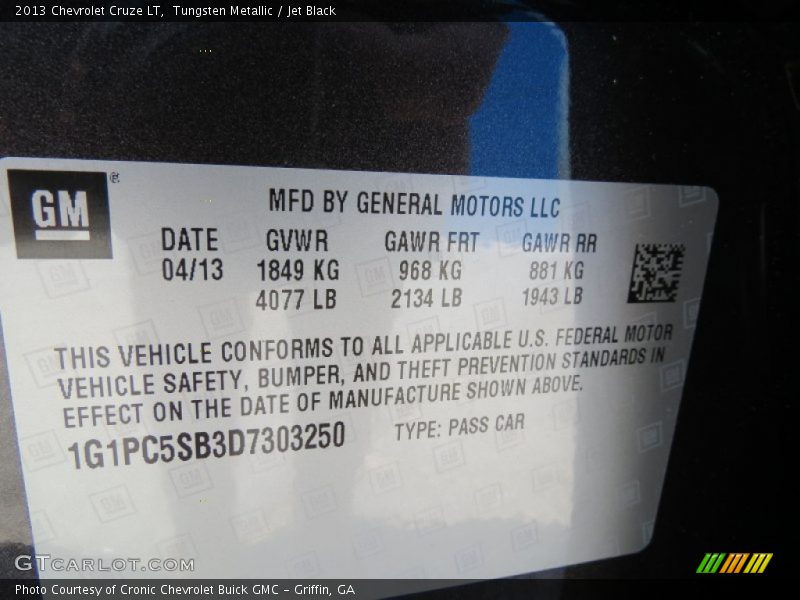 2013 Chevrolet Cruze LT, Tungsten Metallic / Jet Black
GM ®
MFD BY GENERAL MOTORS LLC
DATE GVWR GAWR FRT GAWR RR
04/13 1849 KG 968 KG 881 KG
4077 LB 2134 LB 1943 LB
THIS VEHICLE CONFORMS TO ALL APPLICABLE U.S. FEDERAL MOTOR
VEHICLE SAFETY, BUMPER, AND THEFT PREVENTION STANDARDS IN
EFFECT ON THE DATE OF MANUFACTURE SHOWN ABOVE.
1G1PC5SB3D7303250 TYPE: PASS CAR
GTCARLOT.COM
Photo Courtesy of Cronic Chevrolet Buick GMC - Griffin, GA